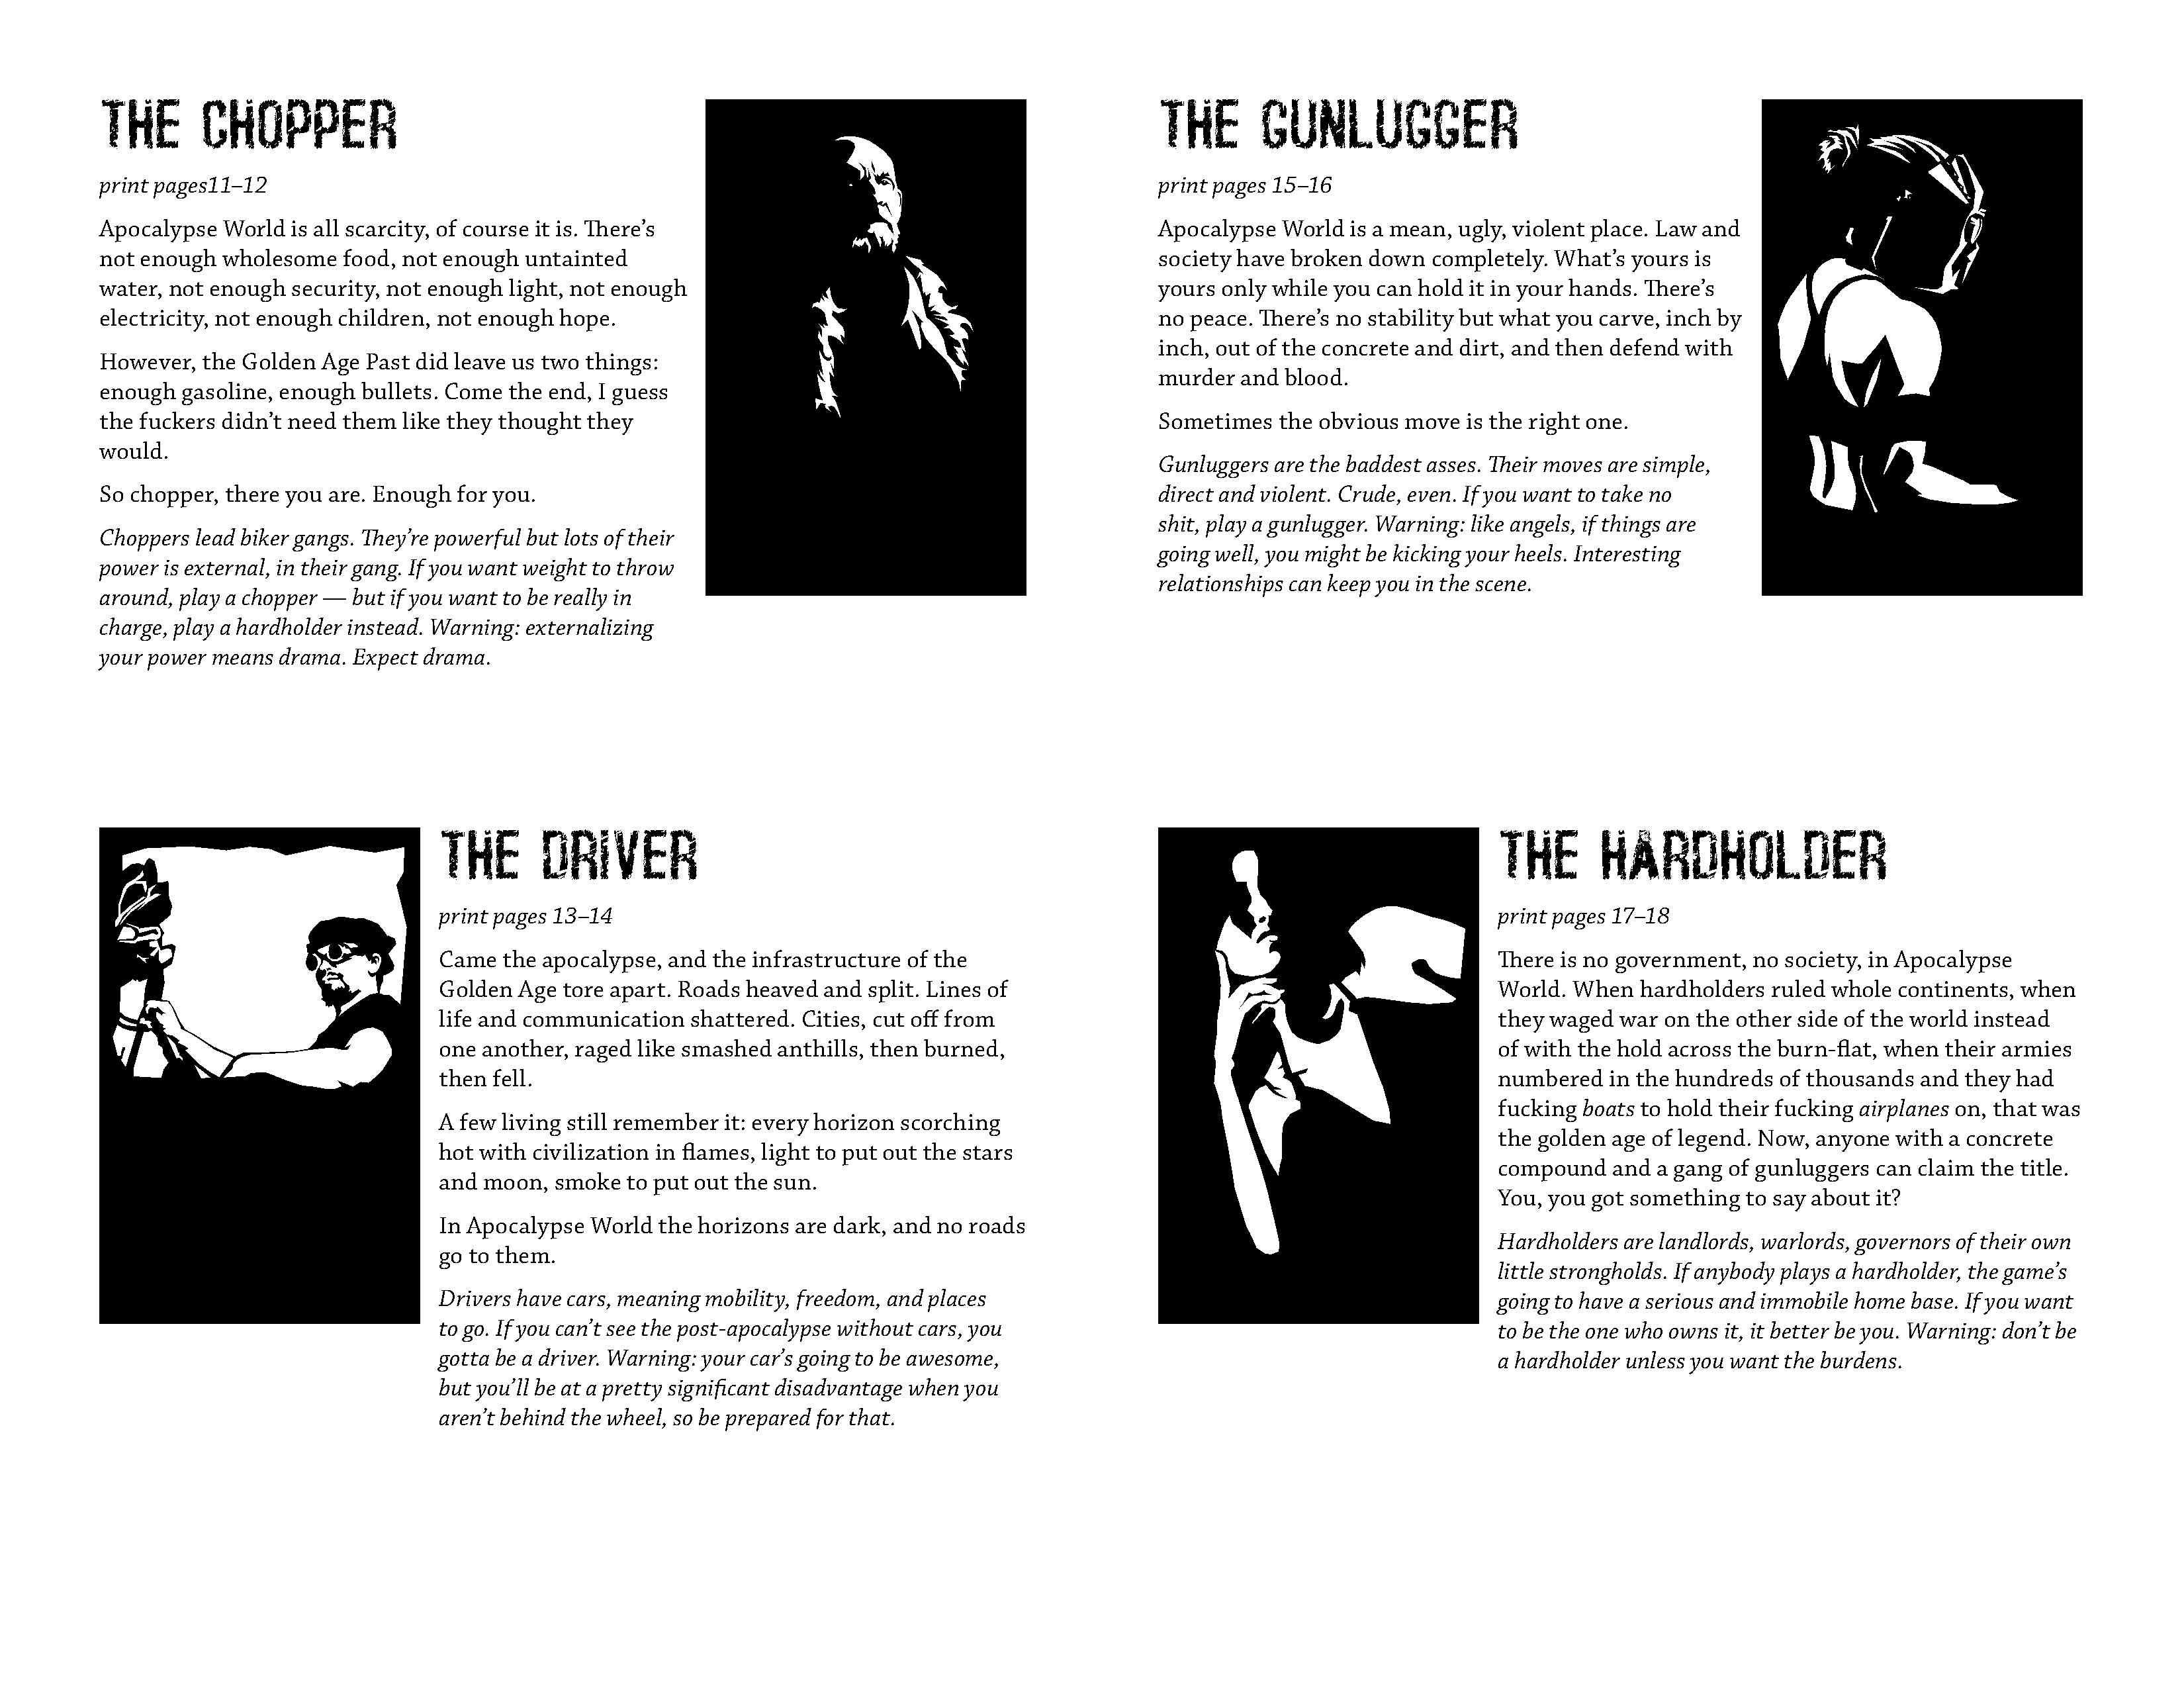 THE CHOPPER
print pages11–12
Apocalypse World is all scarcity, of course it is. There’s
not enough wholesome food, not enough untainted
water, not enough security, not enough light, not enough
electricity, not enough children, not enough hope.
However, the Golden Age Past did leave us two things:
enough gasoline, enough bullets. Come the end, I guess
the fuckers didn’t need them like they thought they
would.
So chopper, there you are. Enough for you.
Choppers lead biker gangs. They’re powerful but lots of their
power is external, in their gang. If you want weight to throw
around, play a chopper — but if you want to be really in
charge, play a hardholder instead. Warning: externalizing
your power means drama. Expect drama.
THE DRIVER
print pages 13–14
Came the apocalypse, and the infrastructure of the
Golden Age tore apart. Roads heaved and split. Lines of
life and communication shattered. Cities, cut off from
one another, raged like smashed anthills, then burned,
then fell.
A few living still remember it: every horizon scorching
hot with civilization in flames, light to put out the stars
and moon, smoke to put out the sun.
In Apocalypse World the horizons are dark, and no roads
go to them.
Drivers have cars, meaning mobility, freedom, and places
to go. If you can’t see the post-apocalypse without cars, you
gotta be a driver. Warning: your car’s going to be awesome,
but you’ll be at a pretty significant disadvantage when you
aren’t behind the wheel, so be prepared for that.
THE GUNLUGGER
print pages 15–16
Apocalypse World is a mean, ugly, violent place. Law and
society have broken down completely. What’s yours is
yours only while you can hold it in your hands. There’s
no peace. There’s no stability but what you carve, inch by
inch, out of the concrete and dirt, and then defend with
murder and blood.
Sometimes the obvious move is the right one.
Gunluggers are the baddest asses. Their moves are simple,
direct and violent. Crude, even. If you want to take no
shit, play a gunlugger. Warning: like angels, if things are
going well, you might be kicking your heels. Interesting
relationships can keep you in the scene.
THE HARDHOLDER
print pages 17–18
There is no government, no society, in Apocalypse
World. When hardholders ruled whole continents, when
they waged war on the other side of the world instead
of with the hold across the burn-flat, when their armies
numbered in the hundreds of thousands and they had
fucking boats to hold their fucking airplanes on, that was
the golden age of legend. Now, anyone with a concrete
compound and a gang of gunluggers can claim the title.
You, you got something to say about it?
Hardholders are landlords, warlords, governors of their own
little strongholds. If anybody plays a hardholder, the game’s
going to have a serious and immobile home base. If you want
to be the one who owns it, it better be you. Warning: don’t be
a hardholder unless you want the burdens.